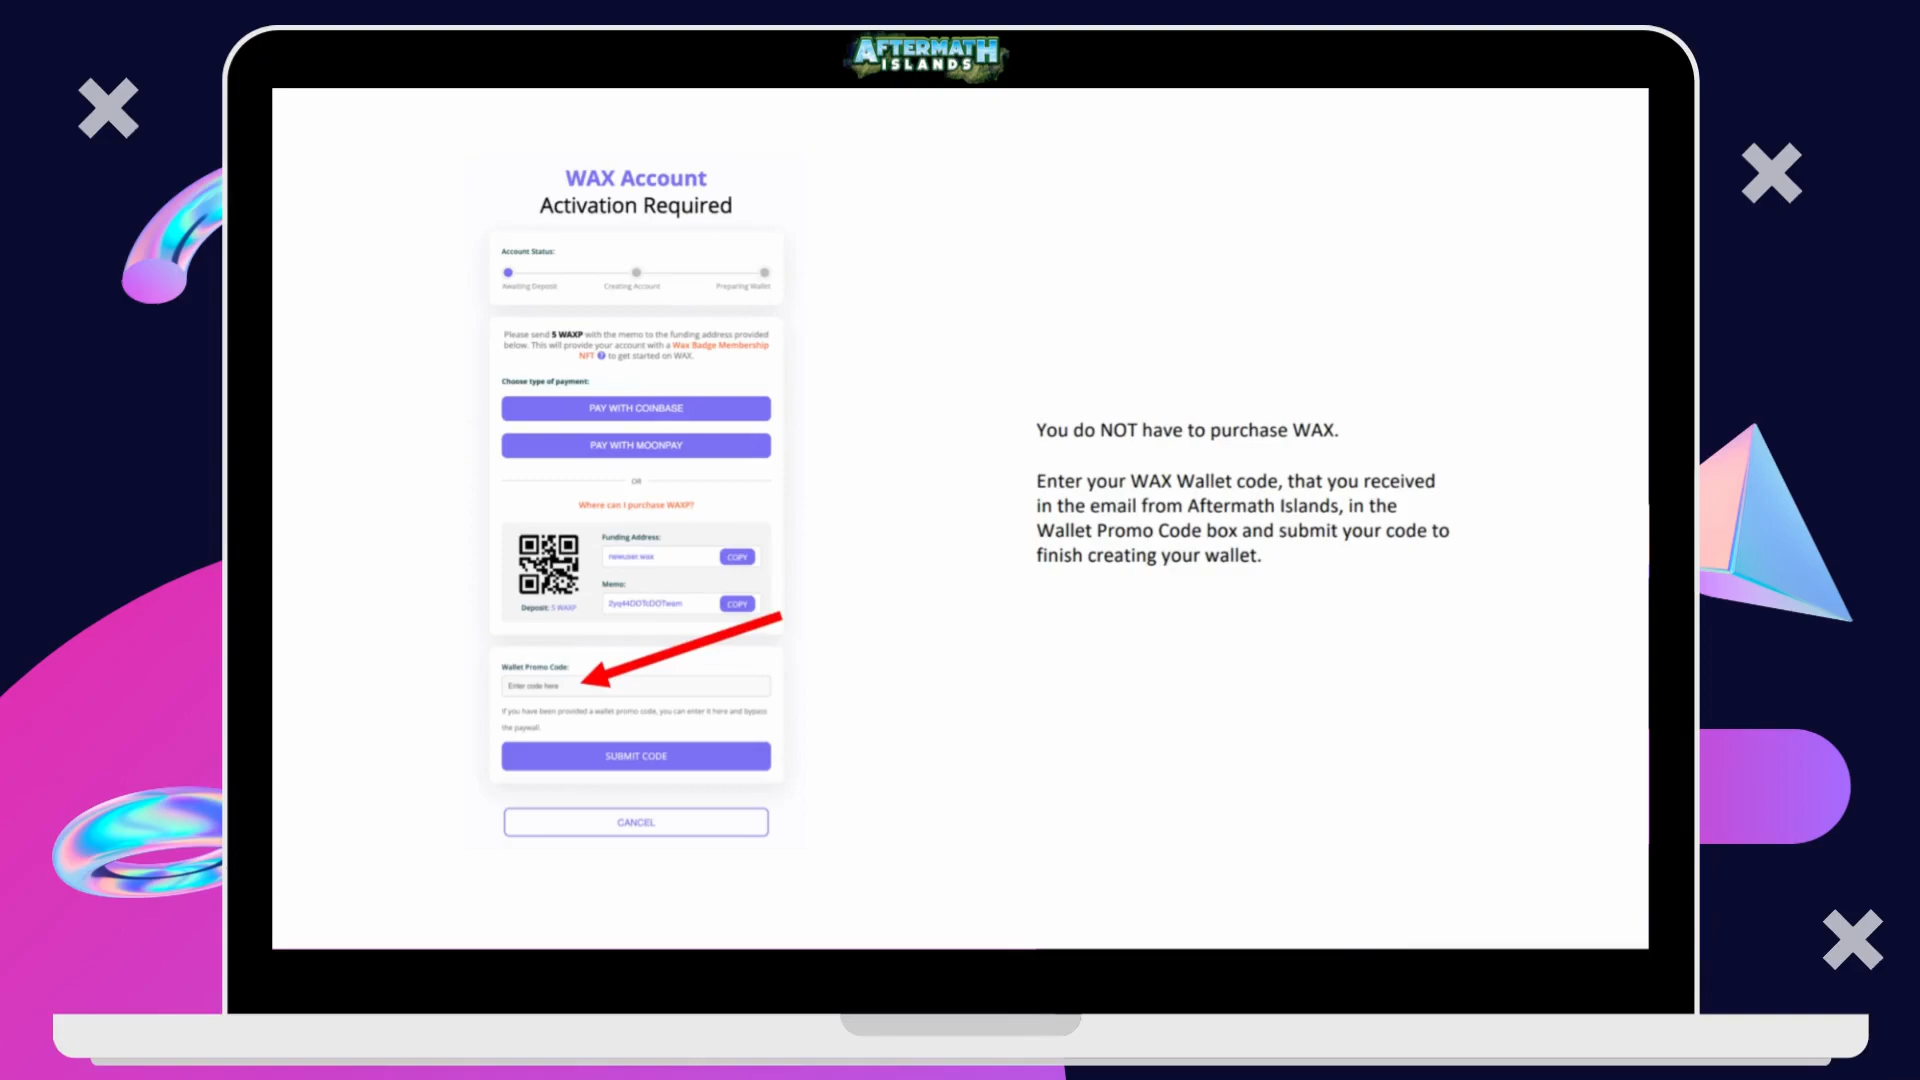 AFTERMATH
ISLANDS
WAX Account
Activation Required
Account Status:
Awaiting Deposit
Creating Account
Preparing Wallet
Please send 5 WAXP with the memo to the funding address provided
below. This will provide your account with a Wax Badge Membership
NFT ? to get started on WAX.
Choose type of payment:
PAY WITH COINBASE
PAY WITH MOONPAY
OR
Where can I purchase WAXP?
Funding Address:
newuser.wax
COPY
Memo:
COPY
Deposit: 5 WAXP
Wallet Promo Code:
Enter code here
If you have been provided a wallet promo code, you can enter it here and bypass
the paywall.
SUBMIT CODE
CANCEL
You do NOT have to purchase WAX.
Enter your WAX Wallet code, that you received
in the email from Aftermath Islands, in the
Wallet Promo Code box and submit your code to
finish creating your wallet.